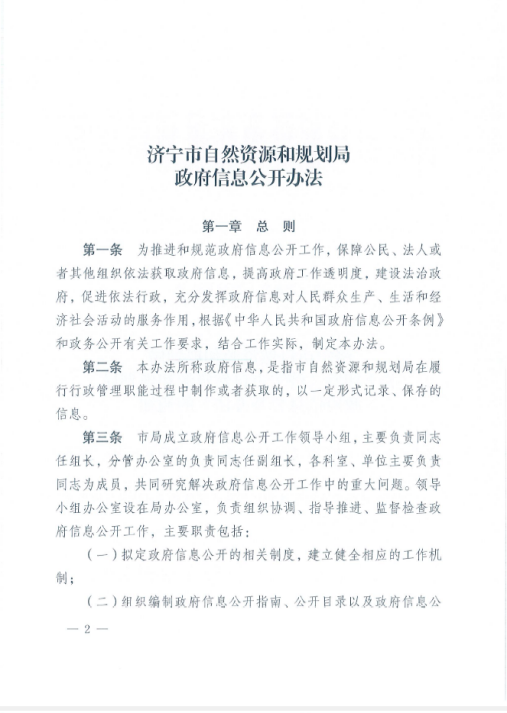 济宁市自然资源和规划局
政府信息公开办法
第一章 总 则
第一条 为推进和规范政府信息公开工作，保障公民、法人或
者其他组织依法获取政府信息，提高政府工作透明度，建设法治政
府，促进依法行政，充分发挥政府信息对人民群众生产、生活和经
济社会活动的服务作用，根据《中华人民共和国政府信息公开条例》
和政务公开有关工作要求，结合工作实际，制定本办法。
第二条 本办法所称政府信息，是指市自然资源和规划局在履
行行政管理职能过程中制作或者获取的，以一定形式记录、保存的
信息。
第三条 市局成立政府信息公开工作领导小组，主要负责同志
任组长，分管办公室的负责同志任副组长，各科室、单位主要负责
同志为成员，共同研究解决政府信息公开工作中的重大问题。领导
小组办公室设在局办公室，负责组织协调、指导推进、监督检查政
府信息公开工作，主要职责包括：
（一）拟定政府信息公开的相关制度，建立健全相应的工作机
制；
（二）组织编制政府信息公开指南、公开目录以及政府信息公
— 2 —